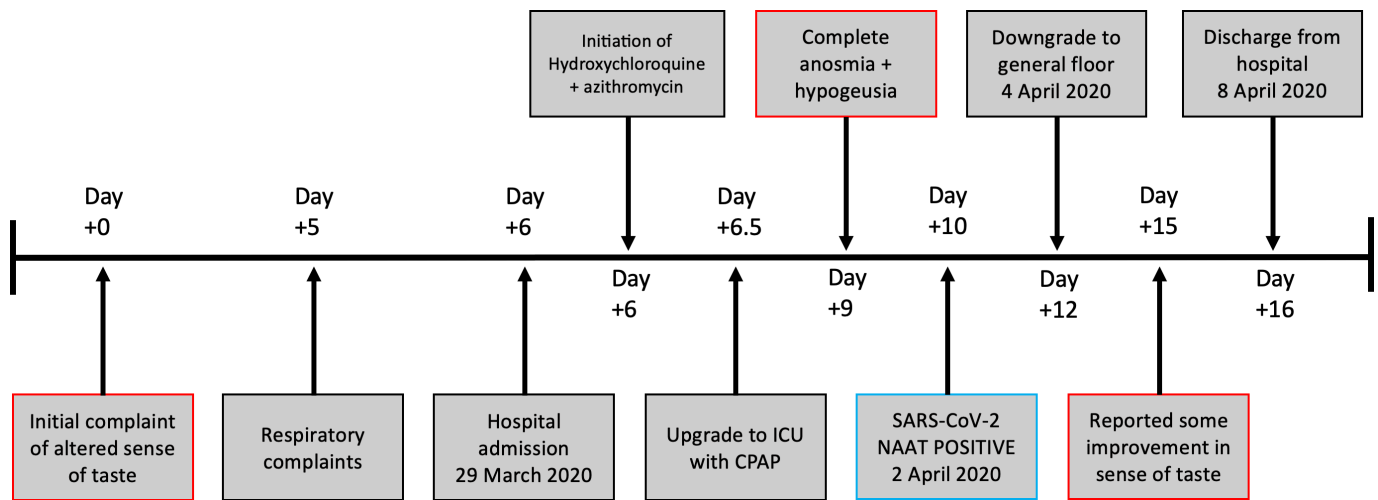 Initiation of
Hydroxychloroquine
+ azithromycin
Complete
anosmia +
hypogeusia
Downgrade to
general floor
4 April 2020
Discharge from
hospital
8 April 2020
Day
+0
Day
+5
Day
+6
Day
+6.5
Day
+10
Day
+15
Day
+6
Day
+9
Day
+12
Day
+16
Initial complaint
of altered sense
of taste
Respiratory
complaints
Hospital
admission
29 March 2020
Upgrade to ICU
with CPAP
SARS-CoV-2
NAAT POSITIVE
2 April 2020
Reported some
improvement in
sense of taste